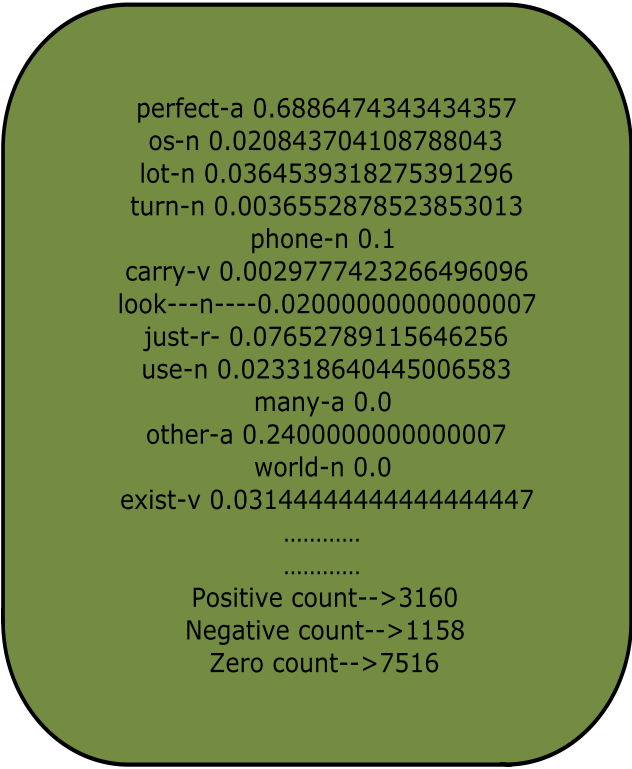 perfect-a 0.6886474343434357
os-n 0.020843704108788043
lot-n 0.0364539318275391296
turn-n 0.0036552878523853013
phone-n 0.1
carry-v 0.0029777423266496096
look---n----0.02000000000000007
just-r- 0.07652789115646256
use-n 0.023318640445006583
many-a 0.0
other-a 0.2400000000000007
world-n 0.0
exist-v 0.03144444444444444447
............
............
Positive count-->3160
Negative count-->1158
Zero count-->7516